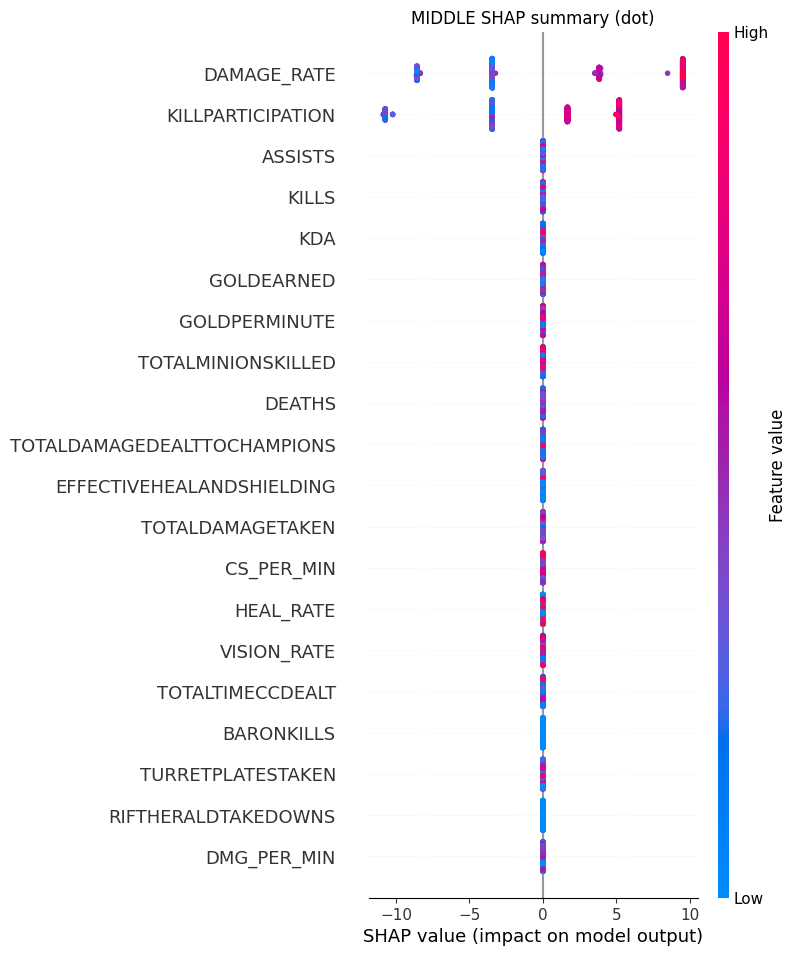 MIDDLE SHAP summary (dot)
High
DAMAGE_RATE
KILLPARTICIPATION
ASSISTS
KILLS
KDA
GOLDEARNED
GOLDPERMINUTE
TOTALMINIONSKILLED
DEATHS
TOTALDAMAGEDEALTTOCHAMPIONS
EFFECTIVEHEALANDSHIELDING
TOTALDAMAGETAKEN
CS_PER_MIN
HEAL_RATE
VISION_RATE
TOTALTIMECCDEALT
BARONKILLS
TURRETPLATESTAKEN
RIFTHERALDTAKEDOWNS
DMG_PER_MIN
Feature value
Low
−10 −5 0 5 10
SHAP value (impact on model output)